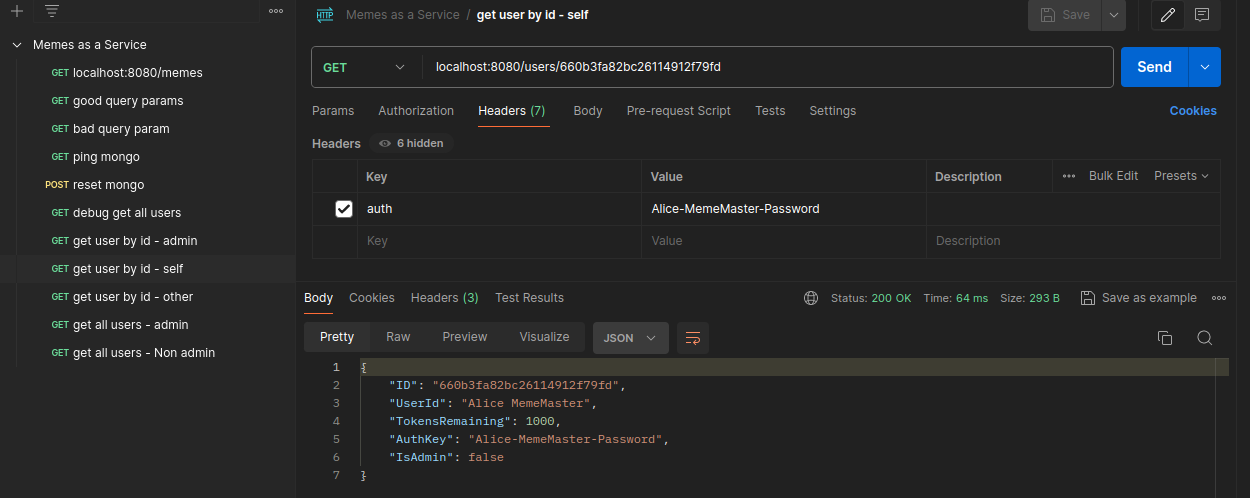 HTTP Memes as a Service / get user by id - self Save
Memes as a Service
GET localhost:8080/memes
GET good query params
GET bad query param
GET ping mongo
POST reset mongo
GET debug get all users
GET get user by id - admin
GET get user by id - self
GET get user by id - other
GET get all users - admin
GET get all users - Non admin
GET localhost:8080/users/660b3fa82bc26114912f79fd Send
Params Authorization Headers (7) Body Pre-request Script Tests Settings Cookies
Headers 6 hidden
Key Value Description Bulk Edit Presets
auth Alice-MemeMaster-Password
Key Value Description
Body Cookies Headers (3) Test Results Status: 200 OK Time: 64 ms Size: 293 B Save as example
Pretty Raw Preview Visualize JSON
1 {
2 "ID": "660b3fa82bc26114912f79fd",
3 "UserId": "Alice MemeMaster",
4 "TokensRemaining": 1000,
5 "AuthKey": "Alice-MemeMaster-Password",
6 "IsAdmin": false
7 }